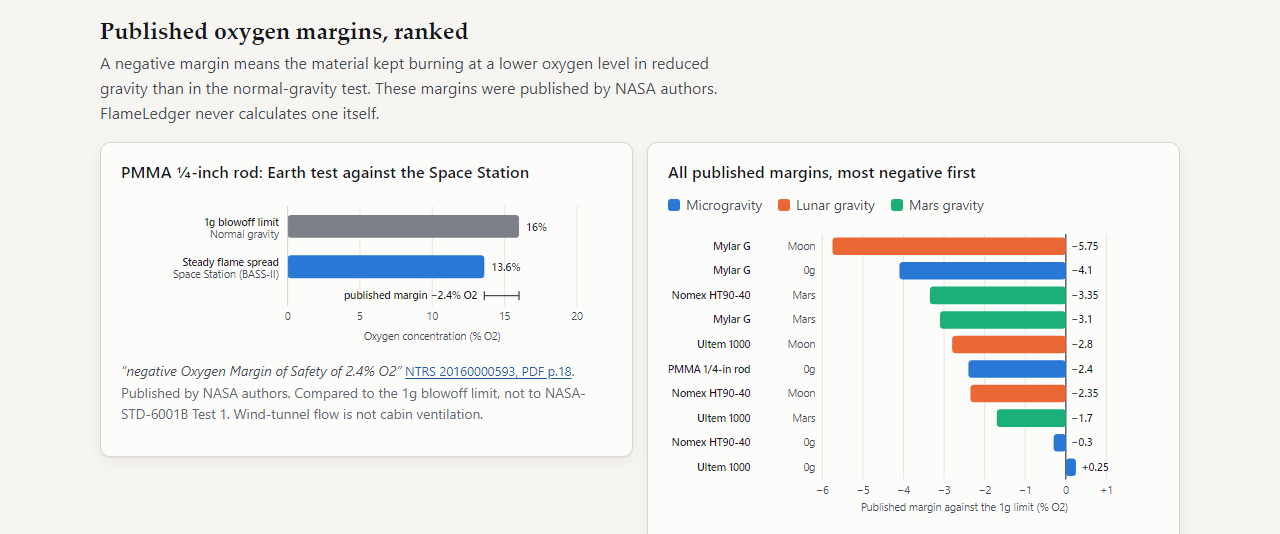 Published oxygen margins, ranked
A negative margin means the material kept burning at a lower oxygen level in reduced
gravity than in the normal-gravity test. These margins were published by NASA authors.
FlameLedger never calculates one itself.
PMMA ¼-inch rod: Earth test against the Space Station
1g blowoff limit
Normal gravity
16%
Steady flame spread
Space Station (BASS-II)
13.6%
published margin −2.4% O2
0 5 10 15 20
Oxygen concentration (% O2)
“negative Oxygen Margin of Safety of 2.4% O2” NTRS 20160000593, PDF p.18.
Published by NASA authors. Compared to the 1g blowoff limit, not to NASA-
STD-6001B Test 1. Wind-tunnel flow is not cabin ventilation.
All published margins, most negative first
Microgravity Lunar gravity Mars gravity
Mylar G Moon −5.75
Mylar G 0g −4.1
Nomex HT90-40 Mars −3.35
Mylar G Mars −3.1
Ultem 1000 Moon −2.8
PMMA 1/4-in rod 0g −2.4
Nomex HT90-40 Moon −2.35
Ultem 1000 Mars −1.7
Nomex HT90-40 0g −0.3
Ultem 1000 0g +0.25
−6 −5 −4 −3 −2 −1 0 +1
Published margin against the 1g limit (% O2)